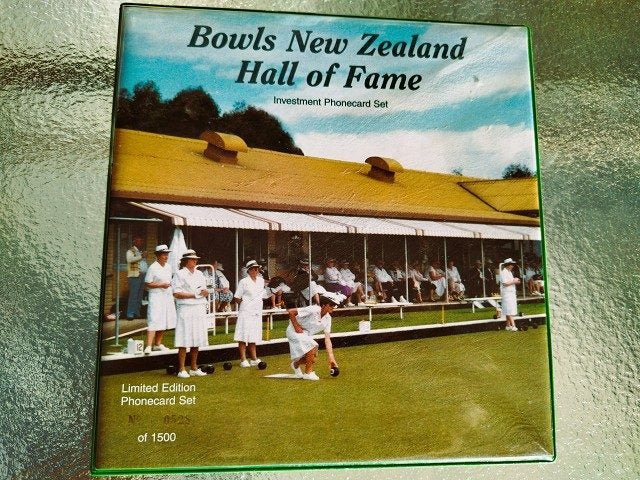 Bowls New Zealand
Hall of Fame
Investment Phonecard Set
Limited Edition
Phonecard Set
of 1500